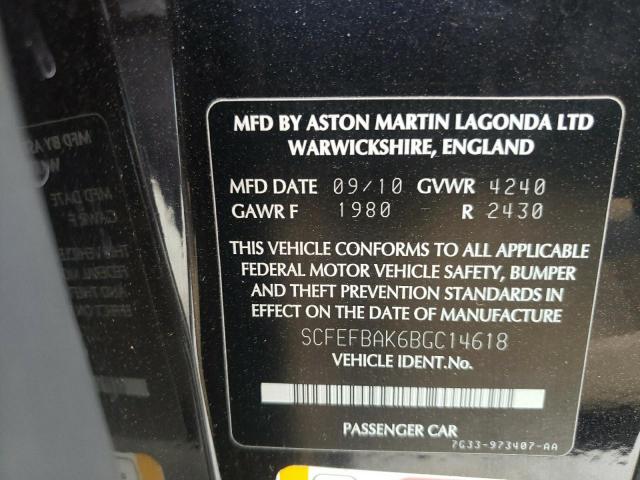 MFD BY ASTON MARTIN LAGONDA LTD
WARWICKSHIRE, ENGLAND
MFD DATE 09/10 GVWR 4240
GAWR F 1980 R 2430
THIS VEHICLE CONFORMS TO ALL APPLICABLE
FEDERAL MOTOR VEHICLE SAFETY, BUMPER
AND THEFT PREVENTION STANDARDS IN
EFFECT ON THE DATE OF MANUFACTURE
SCFEFBAK6BGC14618
VEHICLE IDENT.No.
PASSENGER CAR
7G33-973407-AA